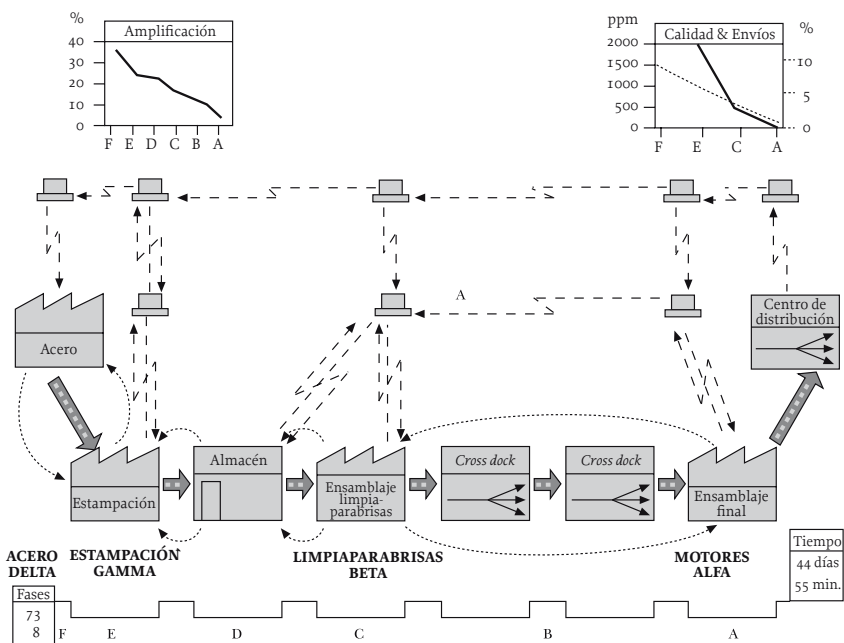 %
Amplificación
40
30
20
10
0
F E D C B A
ppm
Calidad & Envíos
%
2000
1500
1000
500
0
10
5
0
F E C A
A
Acero
Centro de
distribución
Estampación
Almacén
Ensamblaje
limpia-
parabrisas
Cross dock
Cross dock
Ensamblaje
final
ACERO
DELTA
ESTAMPACIÓN
GAMMA
LIMPIAPARABRISAS
BETA
MOTORES
ALFA
Tiempo
44 días
55 min.
Fases
73
8
F E D C B A